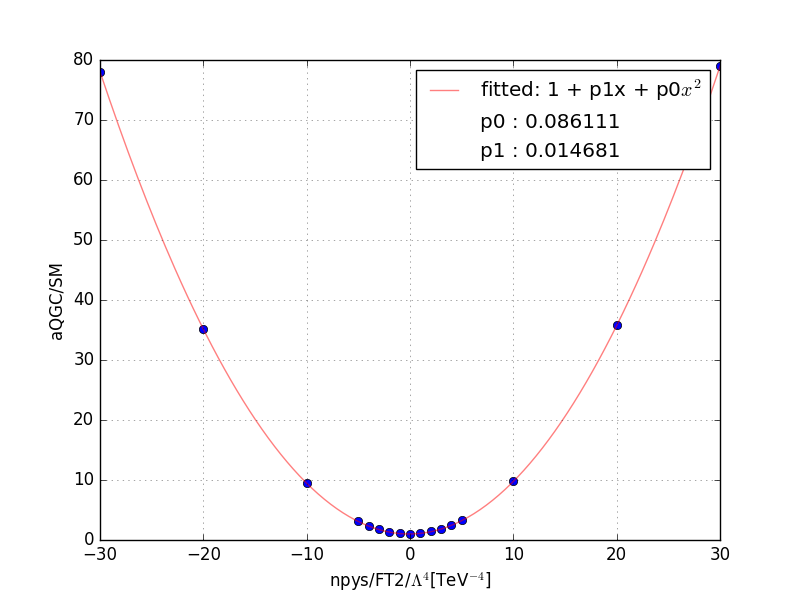 80
70
60
50
40
30
20
10
0
aQGC/SM
fitted: 1 + p1x + p0x²
p0 : 0.086111
p1 : 0.014681
−30 −20 −10 0 10 20 30
npys/FT2/Λ⁴[TeV⁻⁴]